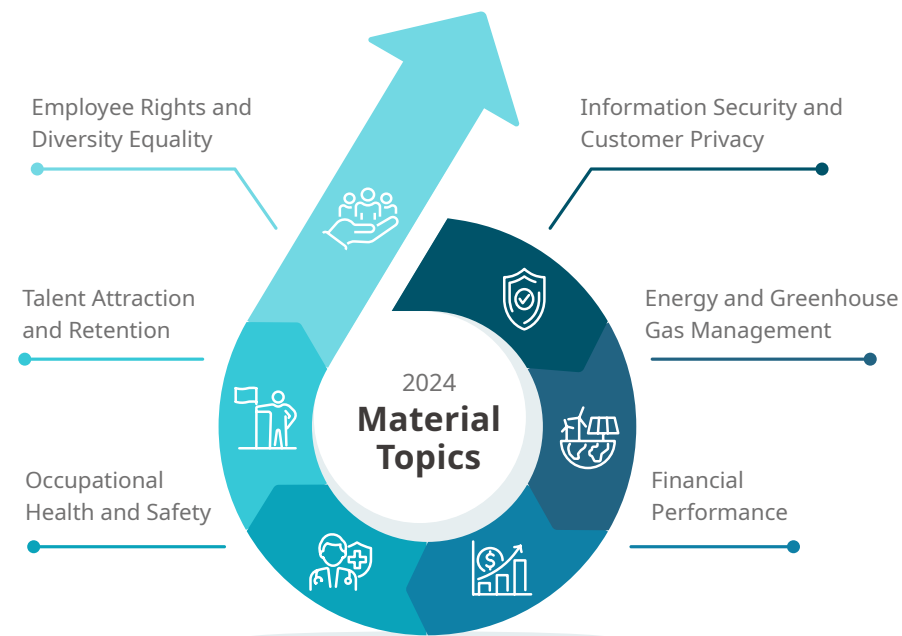 Employee Rights and
Diversity Equality
Information Security and
Customer Privacy
Talent Attraction
and Retention
Energy and Greenhouse
Gas Management
2024
Material
Topics
Occupational
Health and Safety
Financial
Performance
$